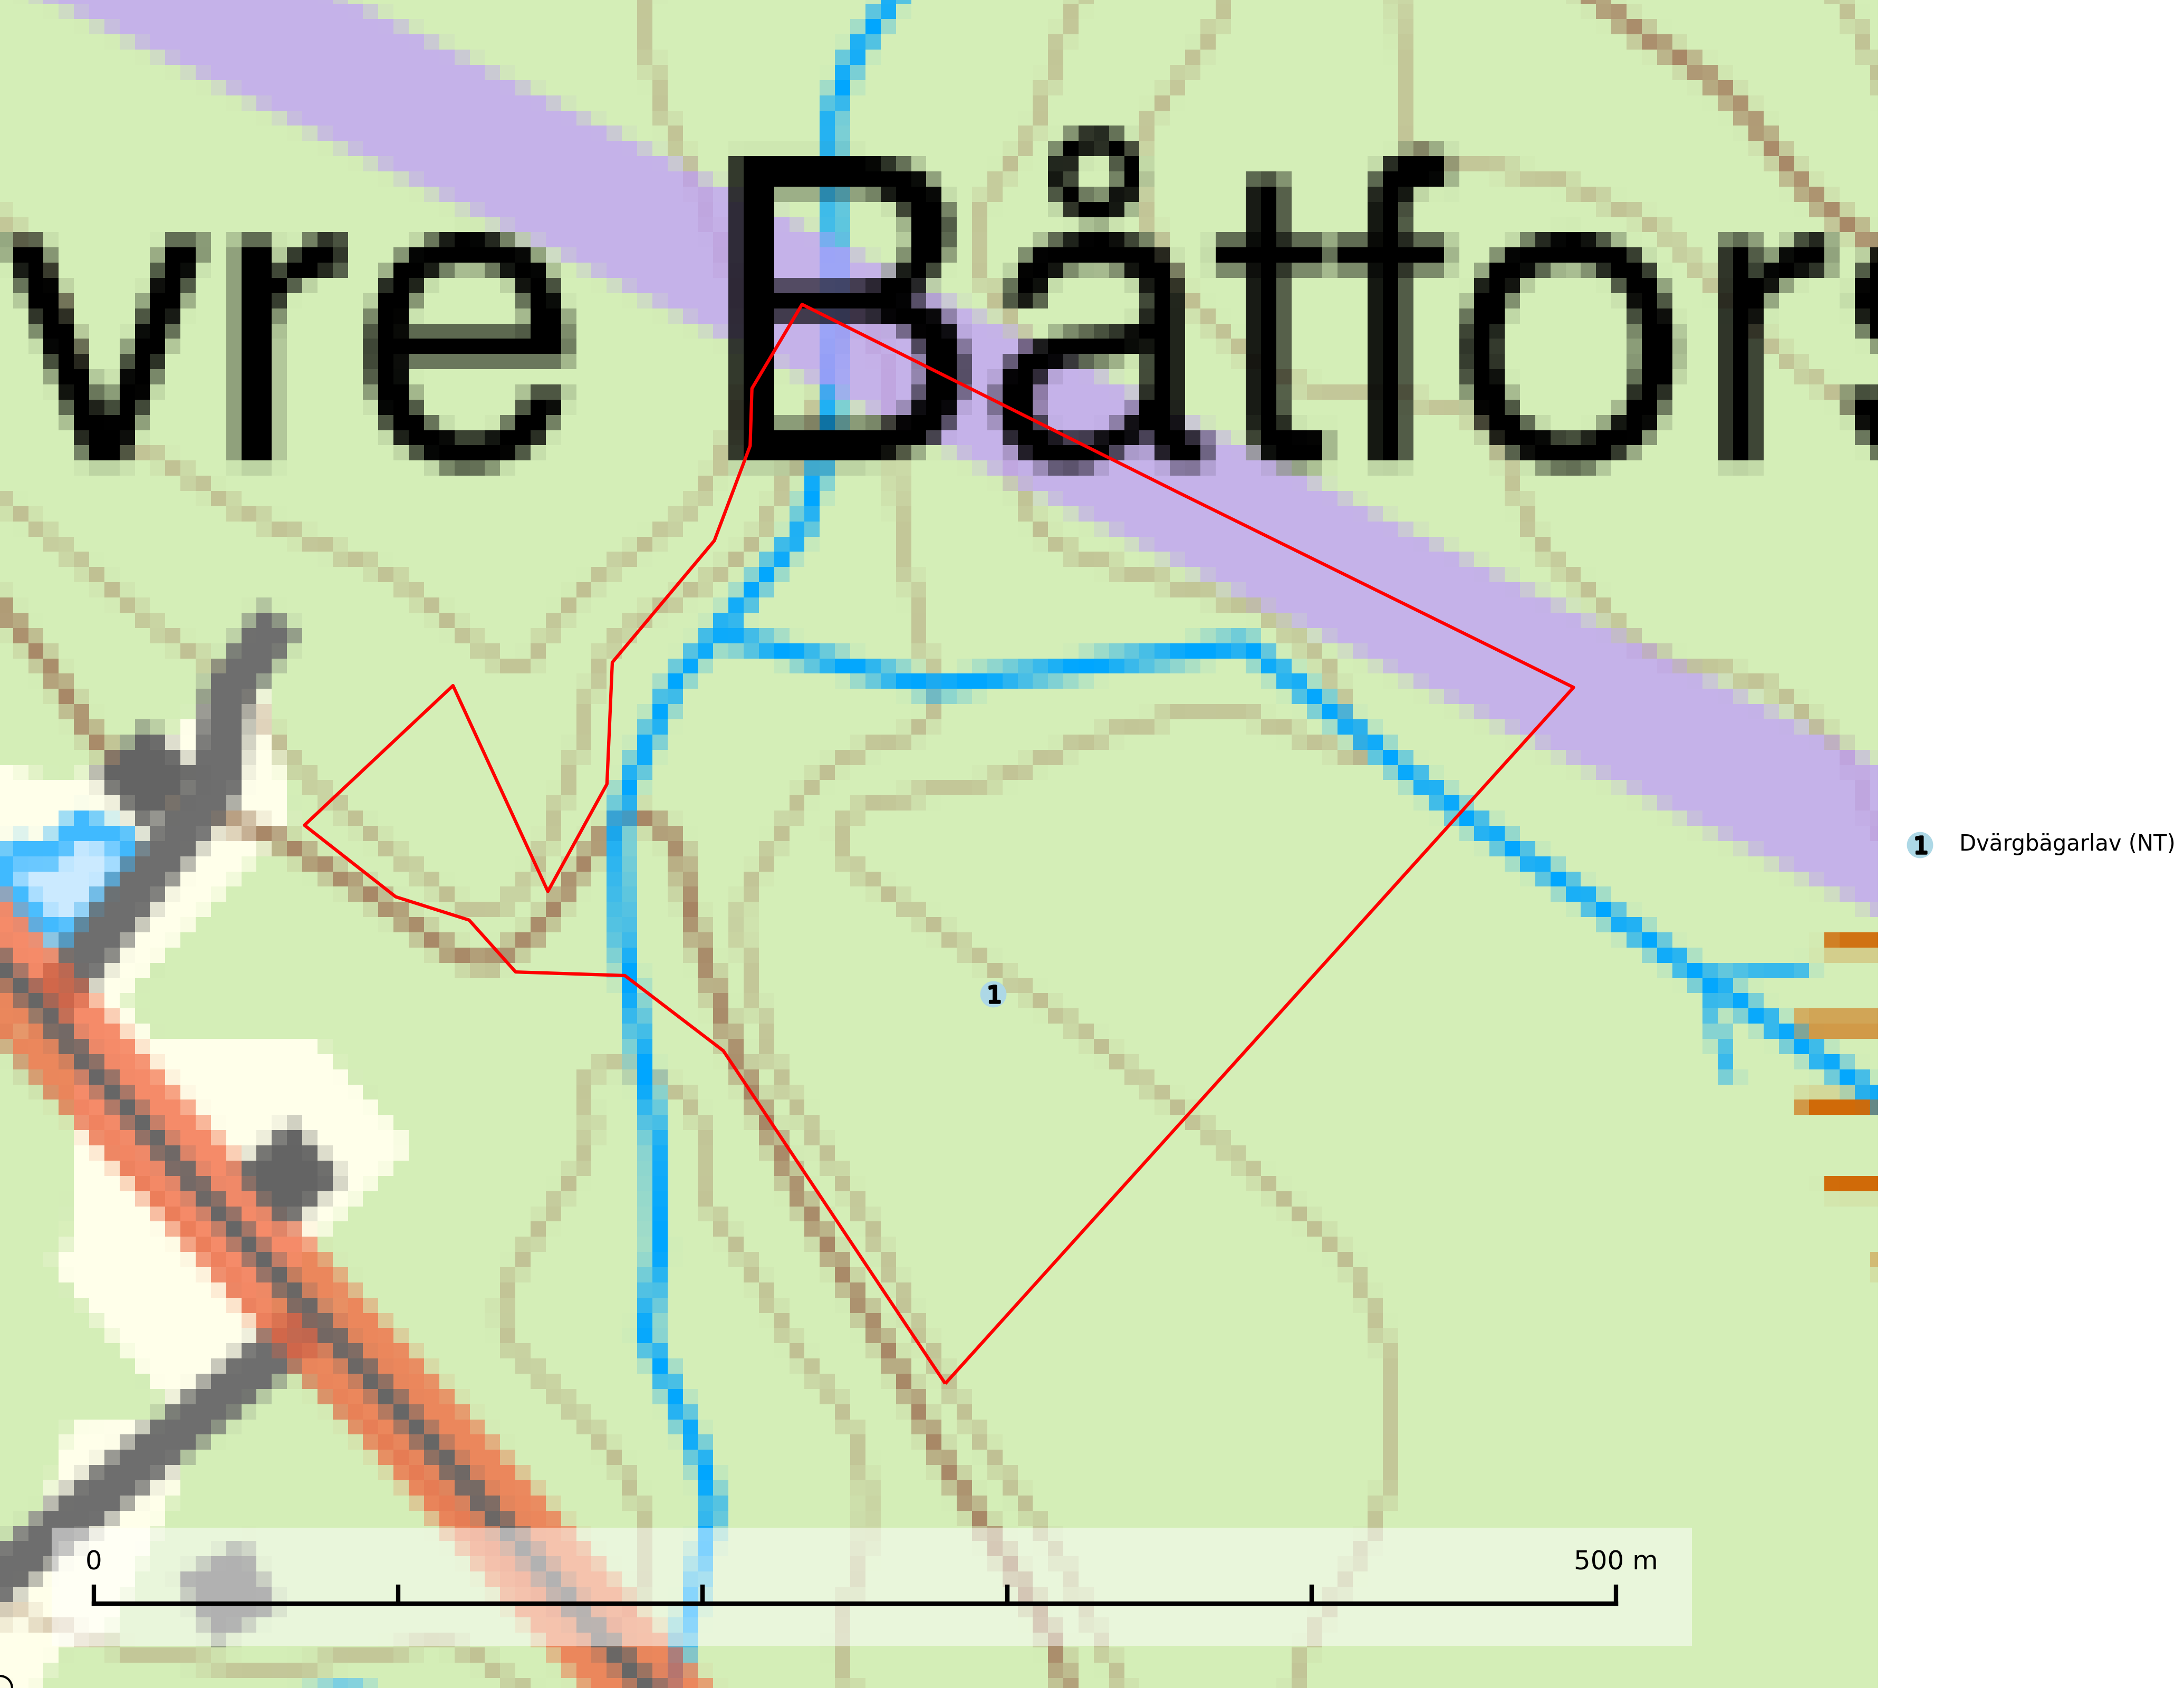 vre Båtfors
1
1 Dvärgbägarlav (NT)
0 500 m